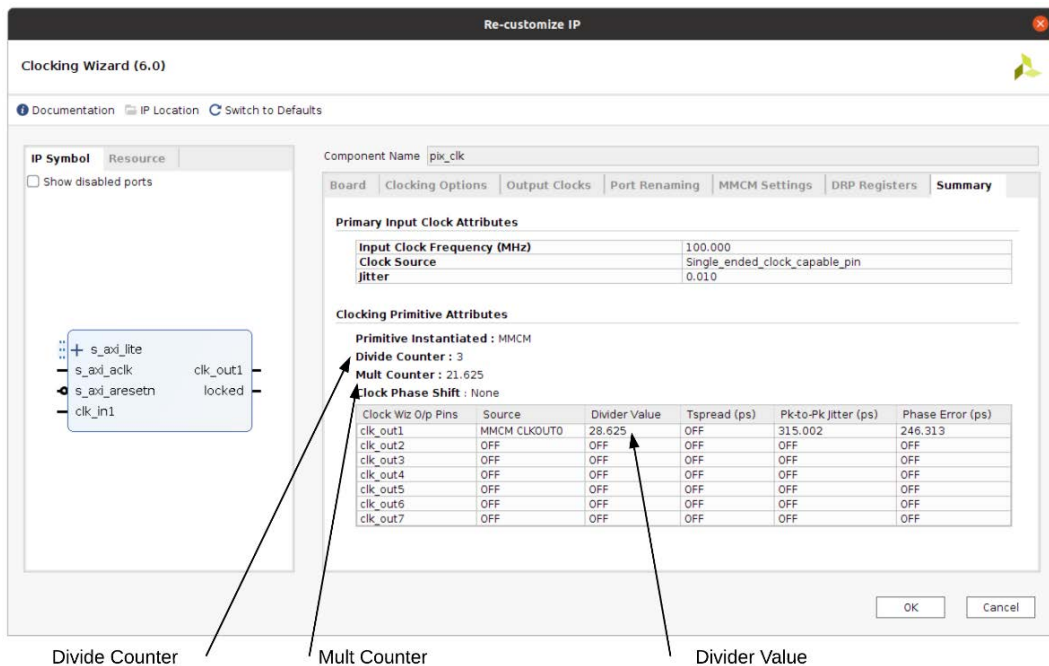 Re-customize IP
Clocking Wizard (6.0)
Documentation IP Location Switch to Defaults
IP Symbol Resource
Show disabled ports
s_axi_lite
s_axi_aclk clk_out1
s_axi_aresetn locked
clk_in1
Component Name pix_clk
Board Clocking Options Output Clocks Port Renaming MMCM Settings DRP Registers Summary
Primary Input Clock Attributes
Input Clock Frequency (MHz) 100.000
Clock Source Single_ended_clock_capable_pin
Jitter 0.010
Clocking Primitive Attributes
Primitive Instantiated : MMCM
Divide Counter : 3
Mult Counter : 21.625
Clock Phase Shift : None
Clock Wiz O/p Pins Source Divider Value Tspread (ps) Pk-to-Pk Jitter (ps) Phase Error (ps)
clk_out1 MMCM CLKOUT0 28.625 OFF 315.002 246.313
clk_out2 OFF OFF OFF OFF OFF
clk_out3 OFF OFF OFF OFF OFF
clk_out4 OFF OFF OFF OFF OFF
clk_out5 OFF OFF OFF OFF OFF
clk_out6 OFF OFF OFF OFF OFF
clk_out7 OFF OFF OFF OFF OFF
OK Cancel
Divide Counter Mult Counter Divider Value